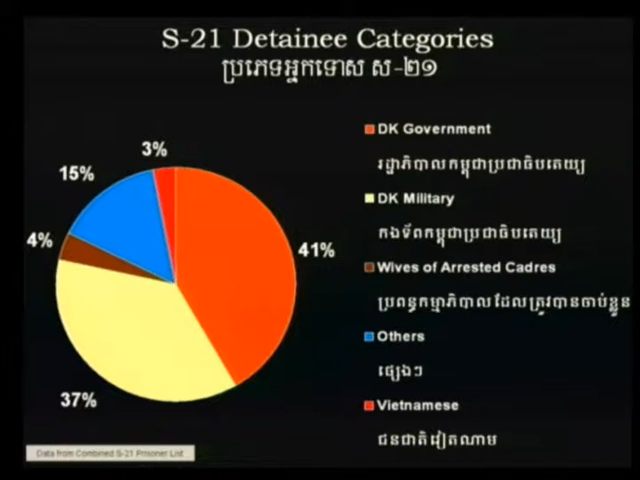 S-21 Detainee Categories
ប្រភេទអ្នកទោស ស-២១
3%
15%
4%
41%
37%
DK Government
រដ្ឋាភិបាលកម្ពុជាប្រជាធិបតេយ្យ
DK Military
កងទ័ពកម្ពុជាប្រជាធិបតេយ្យ
Wives of Arrested Cadres
ប្រពន្ធកម្មាភិបាលដែលត្រូវបានចាប់ខ្លួន
Others
ផ្សេងៗ
Vietnamese
ជនជាតិវៀតណាម
Data from Combined S-21 Prisoner List